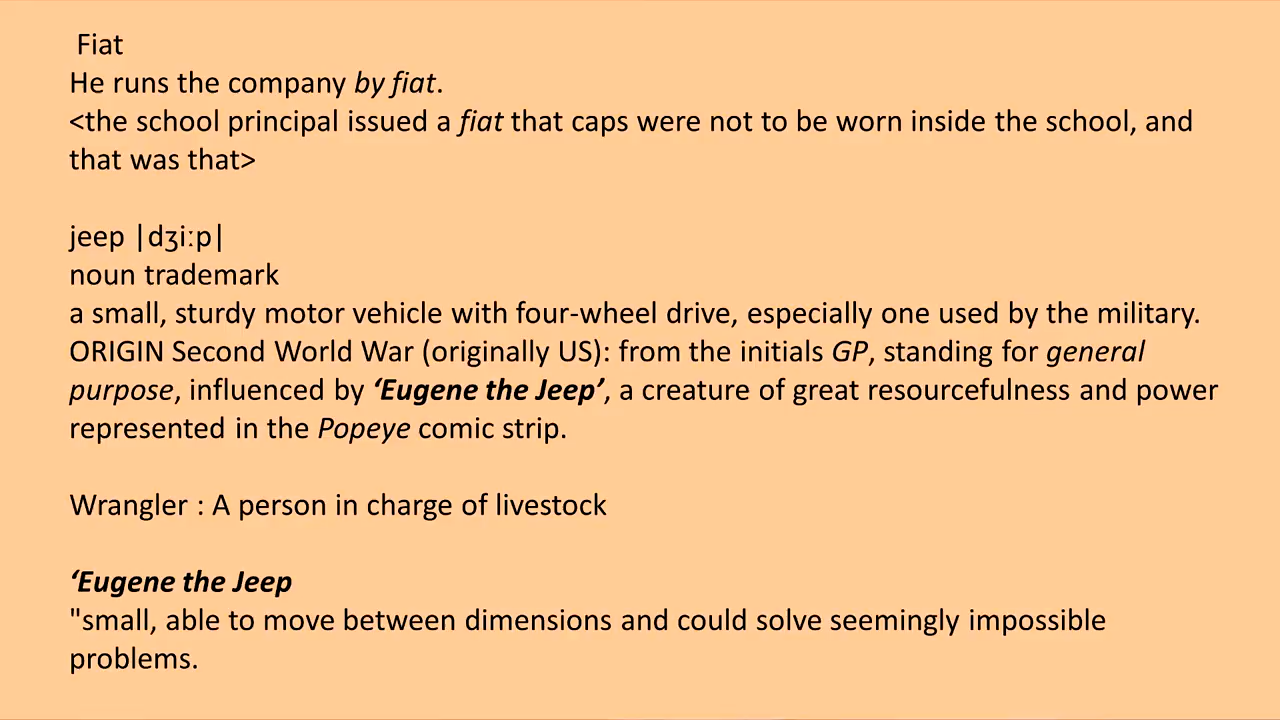 Fiat
He runs the company by fiat.
<the school principal issued a fiat that caps were not to be worn inside the school, and
that was that>
jeep |dʒiːp|
noun trademark
a small, sturdy motor vehicle with four-wheel drive, especially one used by the military.
ORIGIN Second World War (originally US): from the initials GP, standing for general
purpose, influenced by ‘Eugene the Jeep’, a creature of great resourcefulness and power
represented in the Popeye comic strip.
Wrangler : A person in charge of livestock
‘Eugene the Jeep
"small, able to move between dimensions and could solve seemingly impossible
problems.